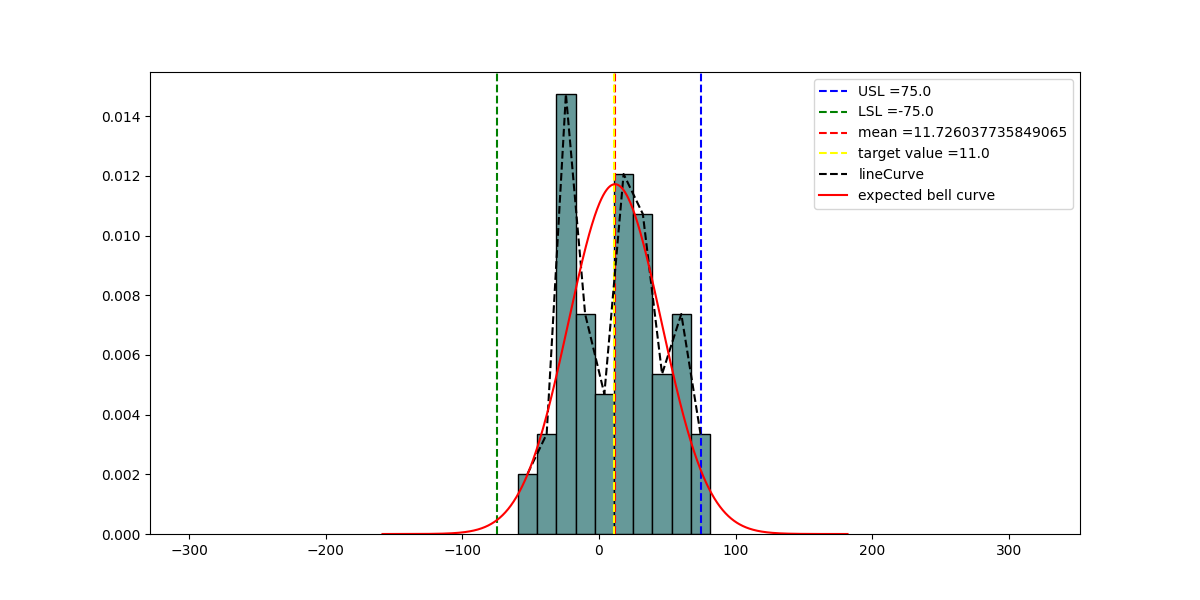 USL =75.0
LSL =-75.0
mean =11.726037735849065
target value =11.0
lineCurve
expected bell curve
0.014
0.012
0.010
0.008
0.006
0.004
0.002
0.000
−300 −200 −100 0 100 200 300